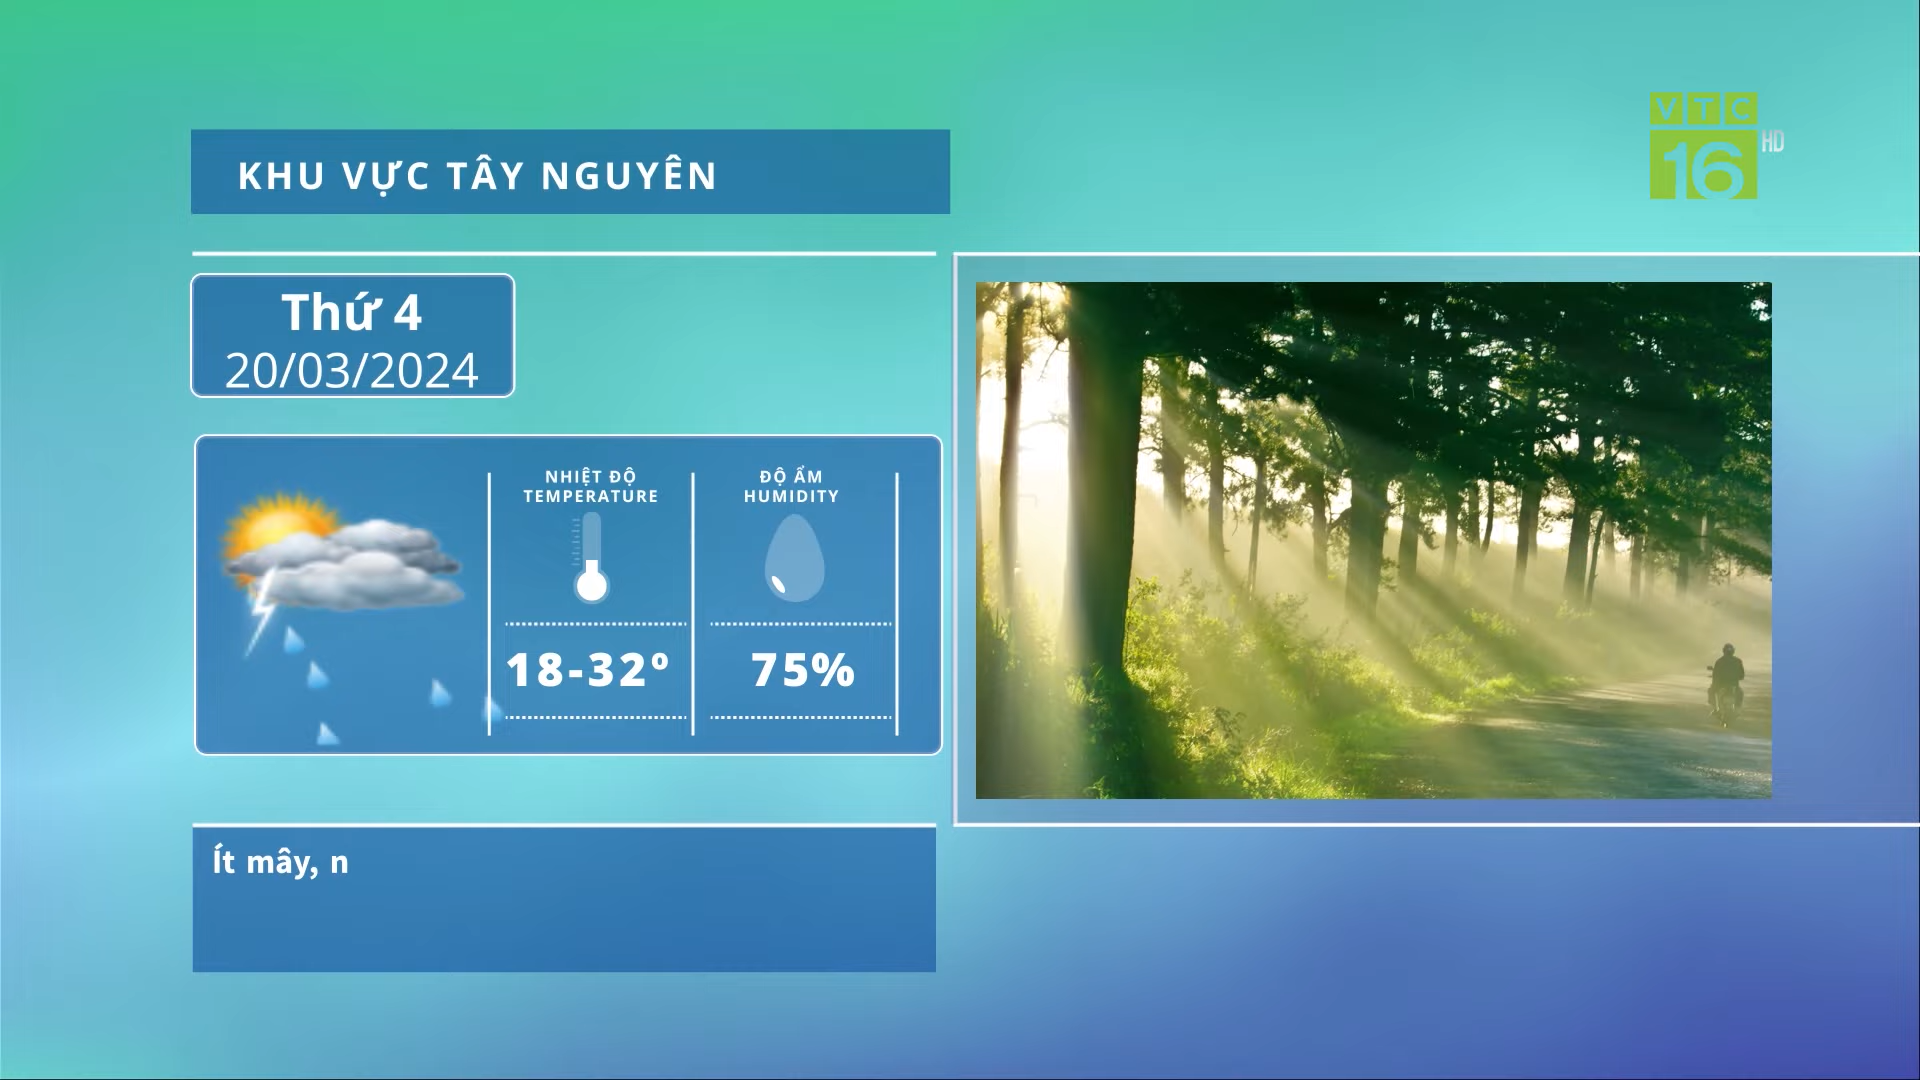 VTC
16 HD
KHU VỰC TÂY NGUYÊN
Thứ 4
20/03/2024
NHIỆT ĐỘ
TEMPERATURE
18-32°
ĐỘ ẨM
HUMIDITY
75%
Ít mây, n